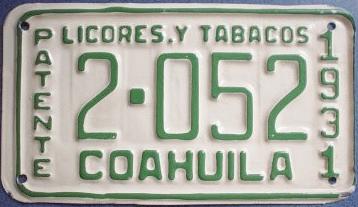 LICORES, Y TABACOS
PATENTE
2·052
1931
COAHUILA